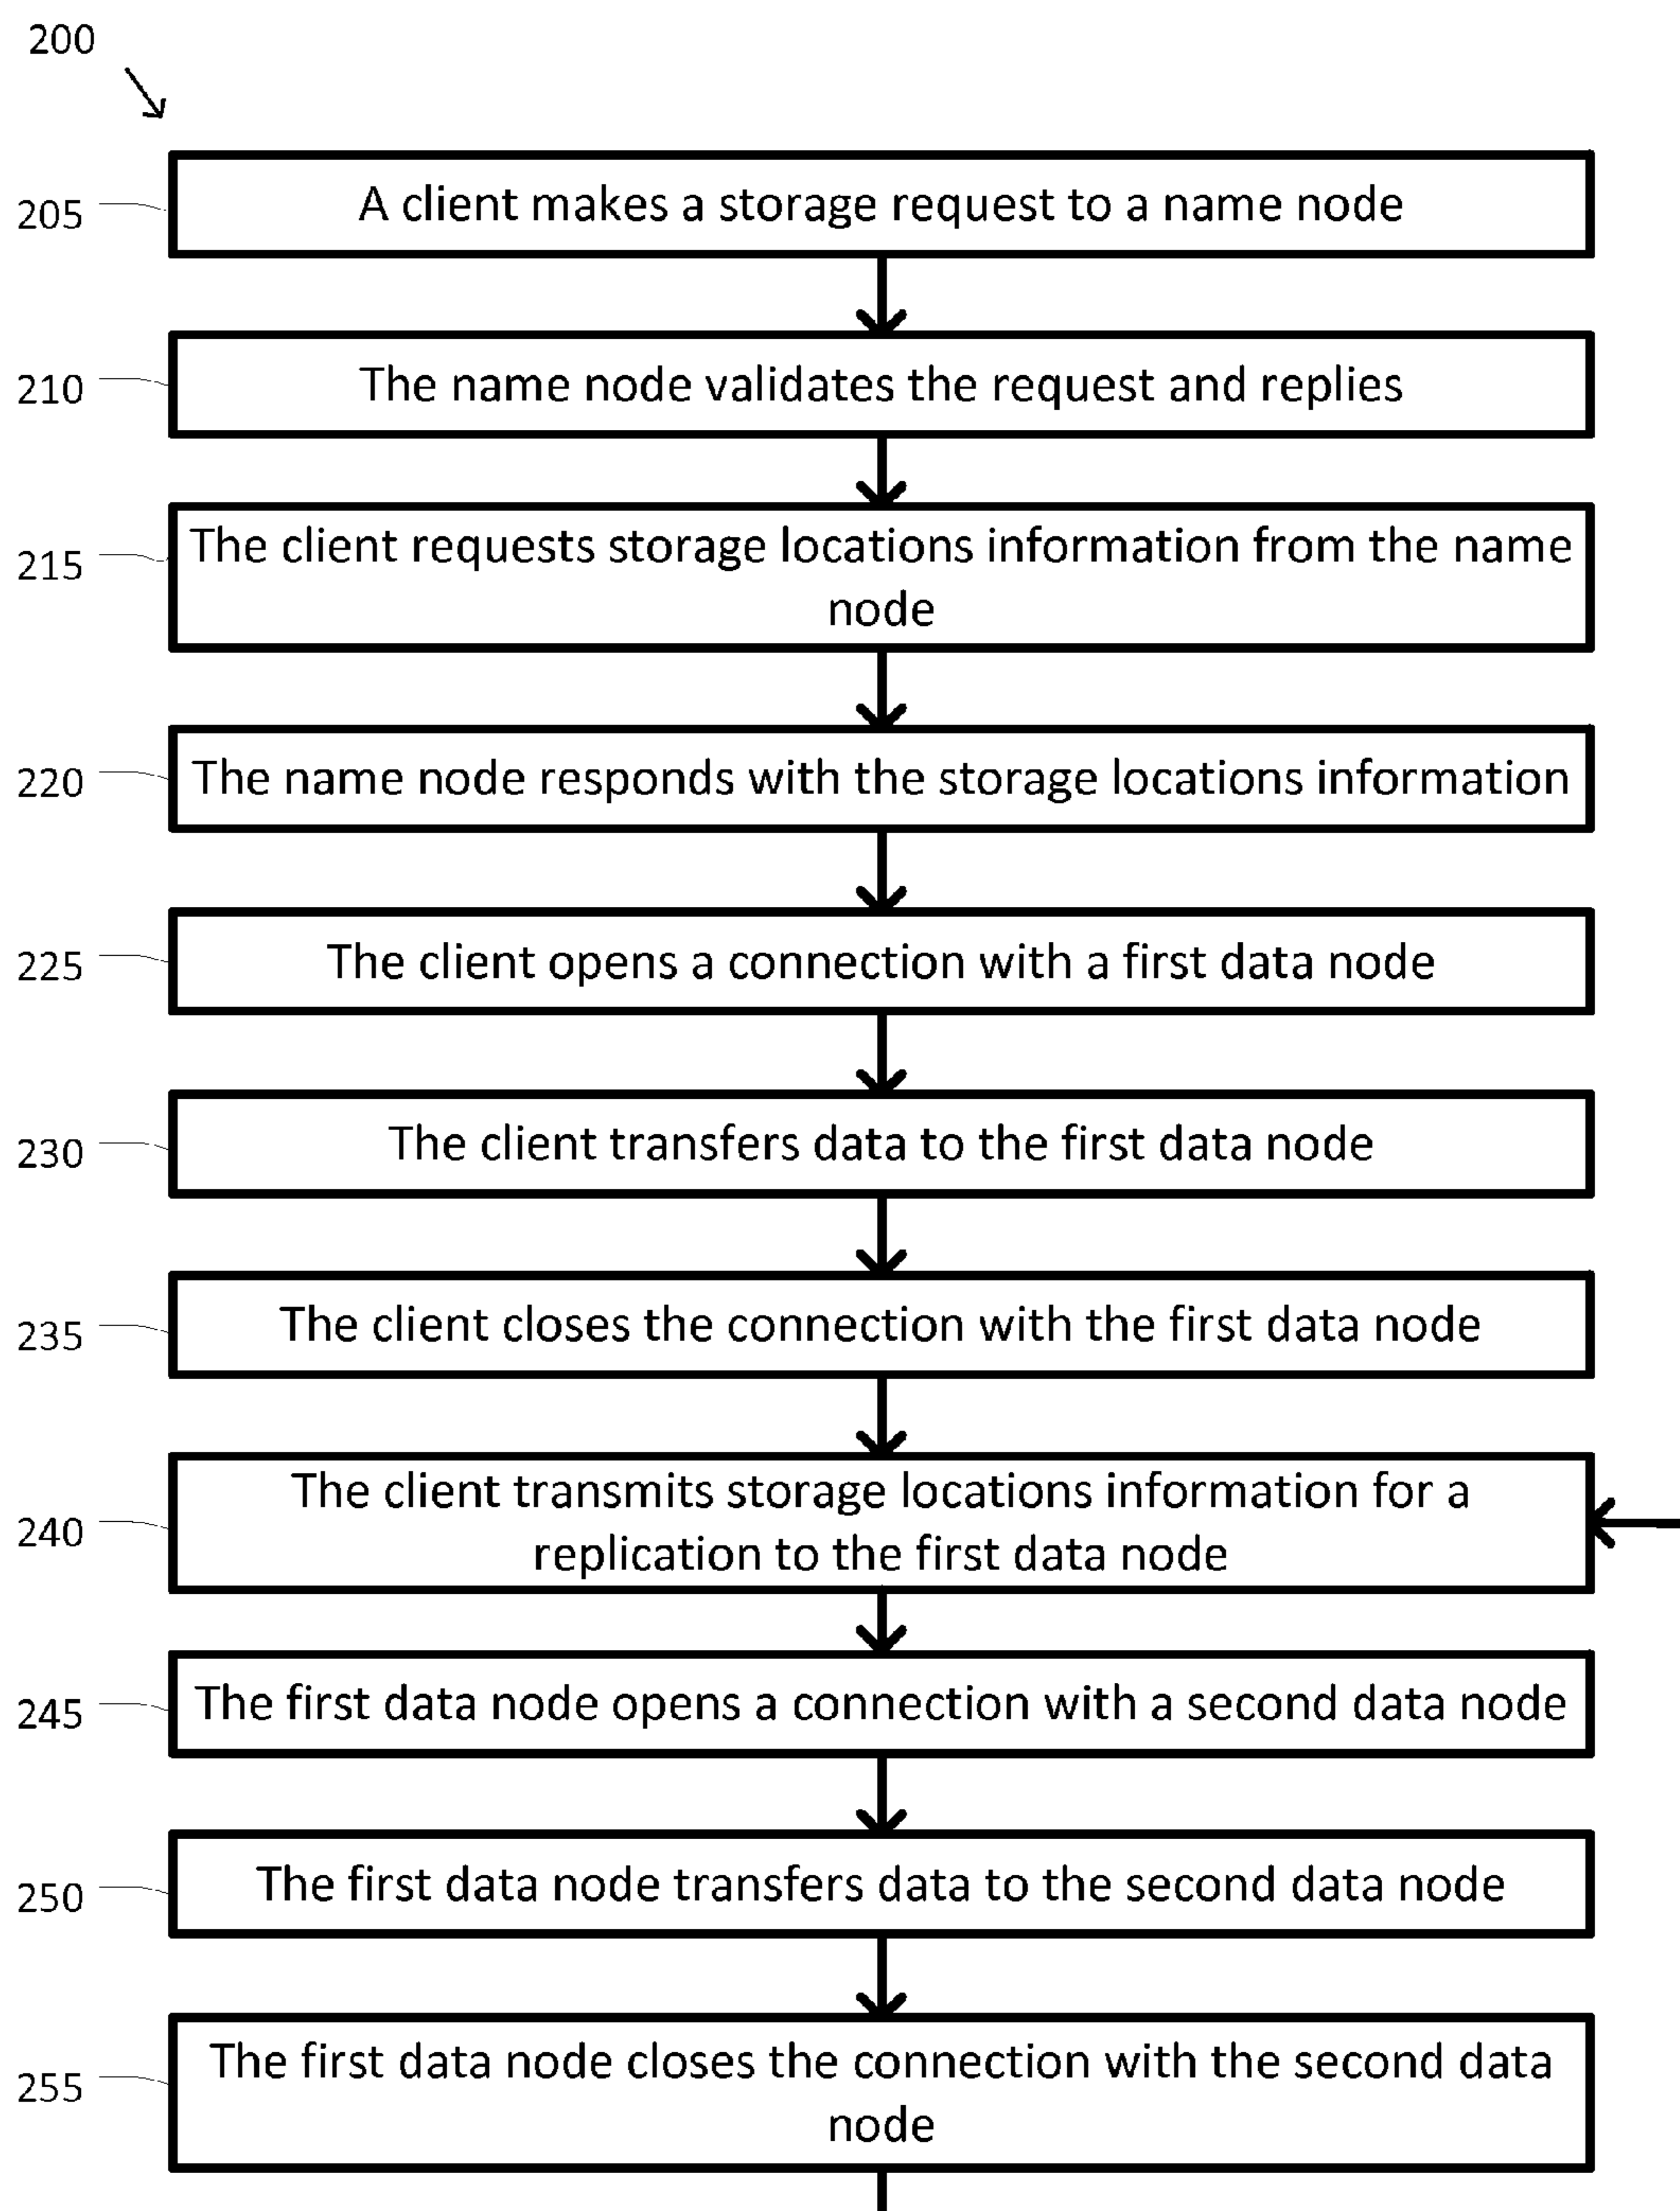 200
205
A client makes a storage request to a name node
210
The name node validates the request and replies
215
The client requests storage locations information from the name
node
220
The name node responds with the storage locations information
225
The client opens a connection with a first data node
230
The client transfers data to the first data node
235
The client closes the connection with the first data node
240
The client transmits storage locations information for a
replication to the first data node
245
The first data node opens a connection with a second data node
250
The first data node transfers data to the second data node
255
The first data node closes the connection with the second data
node